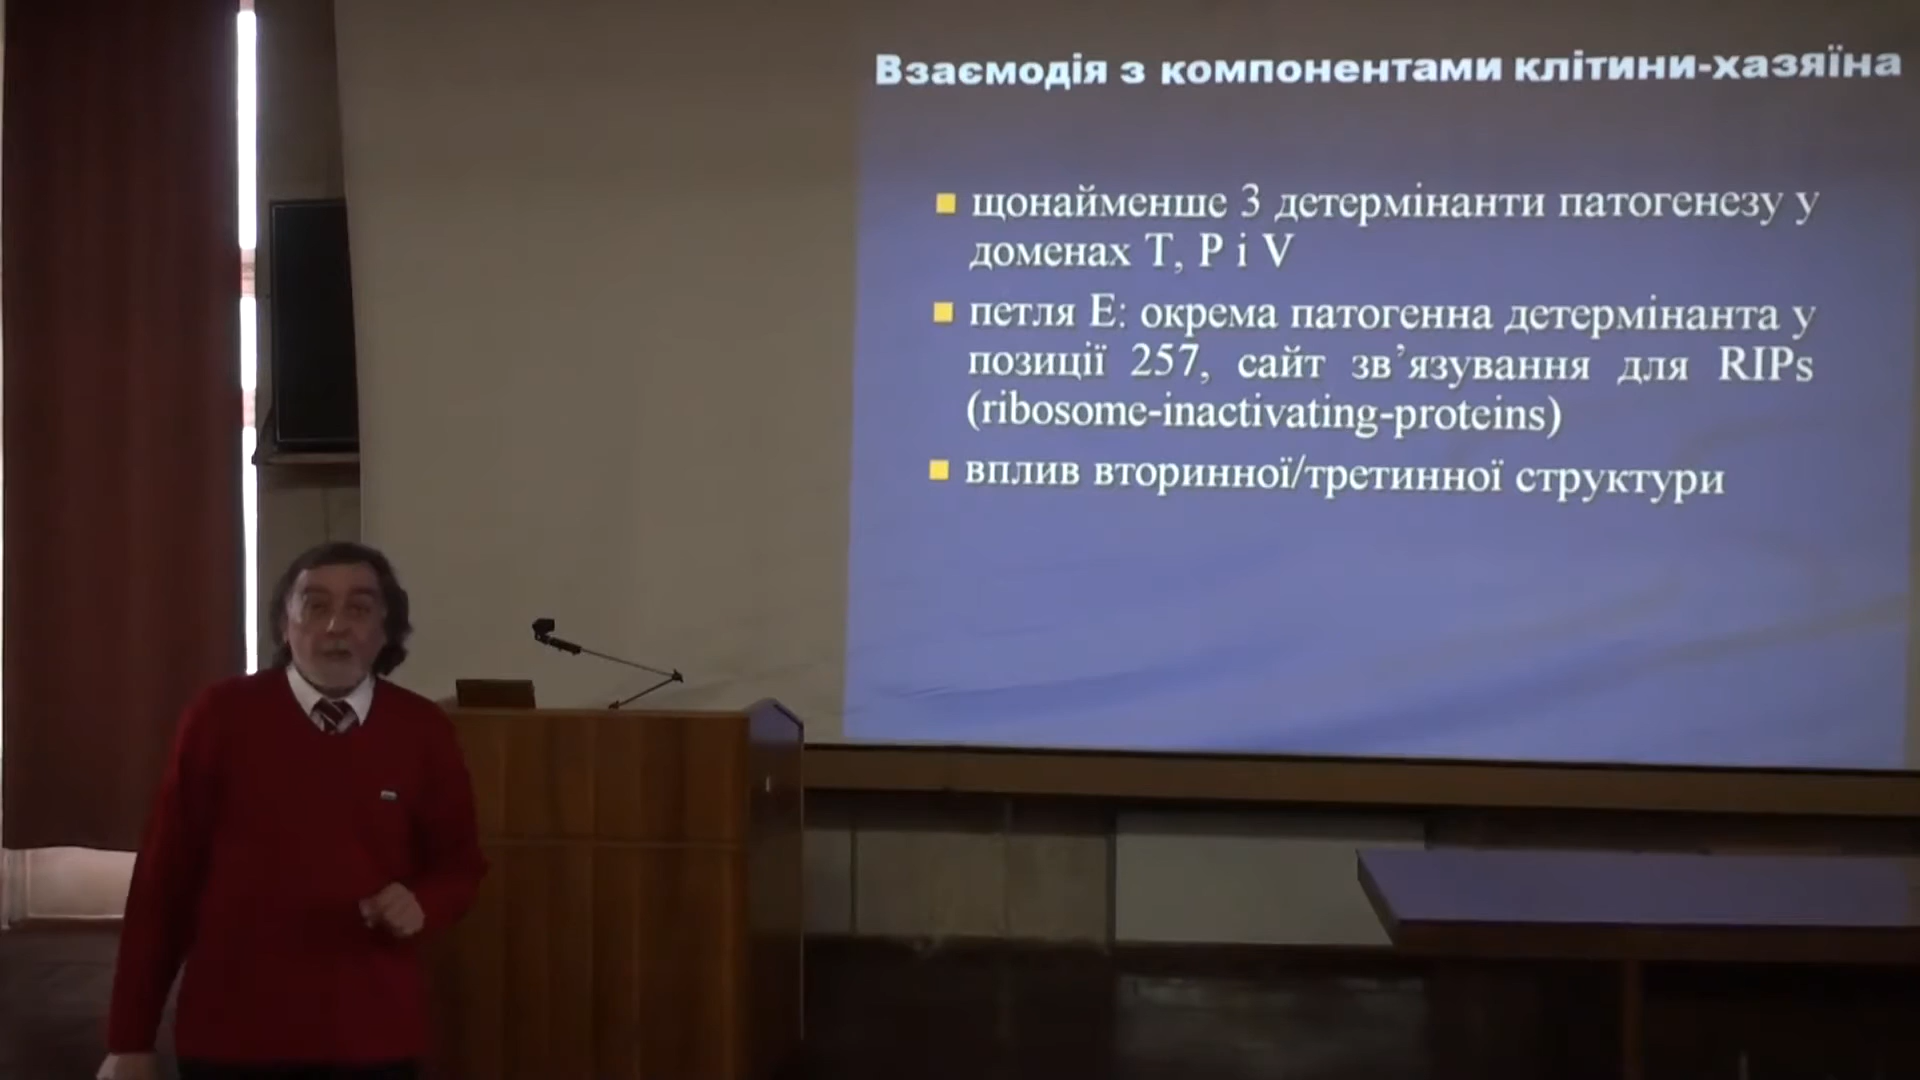 Взаємодія з компонентами клітини-хазяїна
щонайменше 3 детермінанти патогенезу у
доменах T, P і V
петля E: окрема патогенна детермінанта у
позиції 257, сайт зв’язування для RIPs
(ribosome-inactivating-proteins)
вплив вторинної/третинної структури